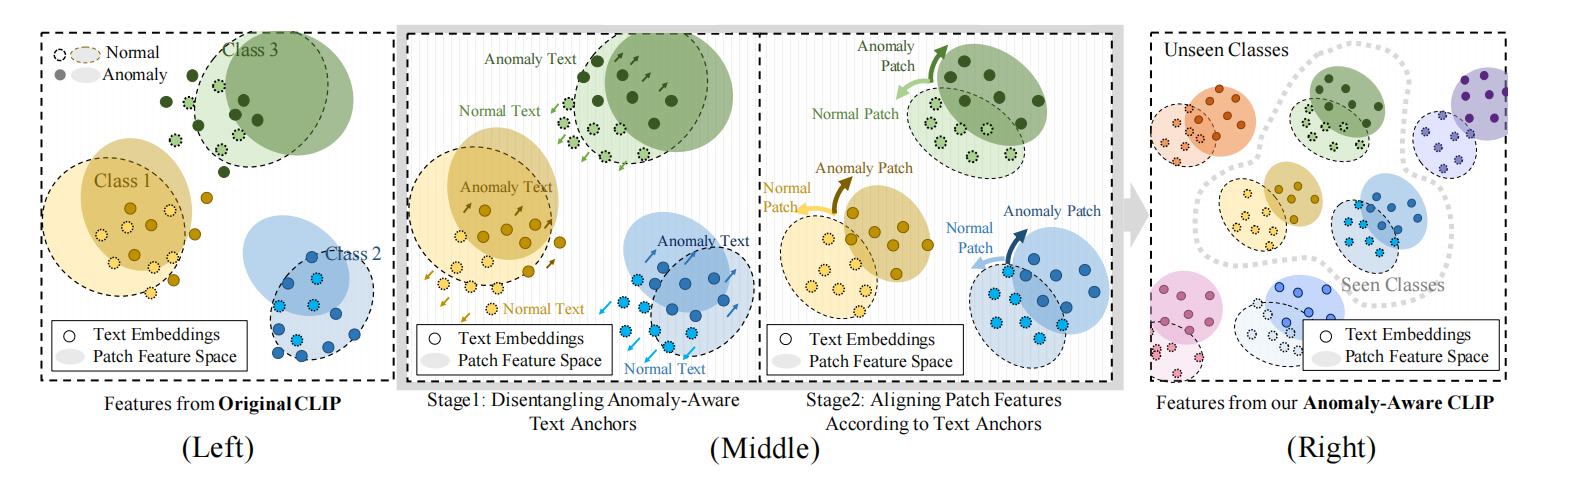 Normal
Anomaly
Class 3
Class 1
Class 2
Text Embeddings
Patch Feature Space
Features from Original CLIP
(Left)
Anomaly Text
Normal Text
Anomaly Text
Normal Text
Anomaly Text
Normal Text
Text Embeddings
Patch Feature Space
Stage1: Disentangling Anomaly-Aware
Text Anchors
Anomaly
Patch
Normal Patch
Anomaly Patch
Normal
Patch
Anomaly Patch
Normal
Patch
Text Embeddings
Patch Feature Space
Stage2: Aligning Patch Features
According to Text Anchors
(Middle)
Unseen Classes
Seen Classes
Text Embeddings
Patch Feature Space
Features from our Anomaly-Aware CLIP
(Right)